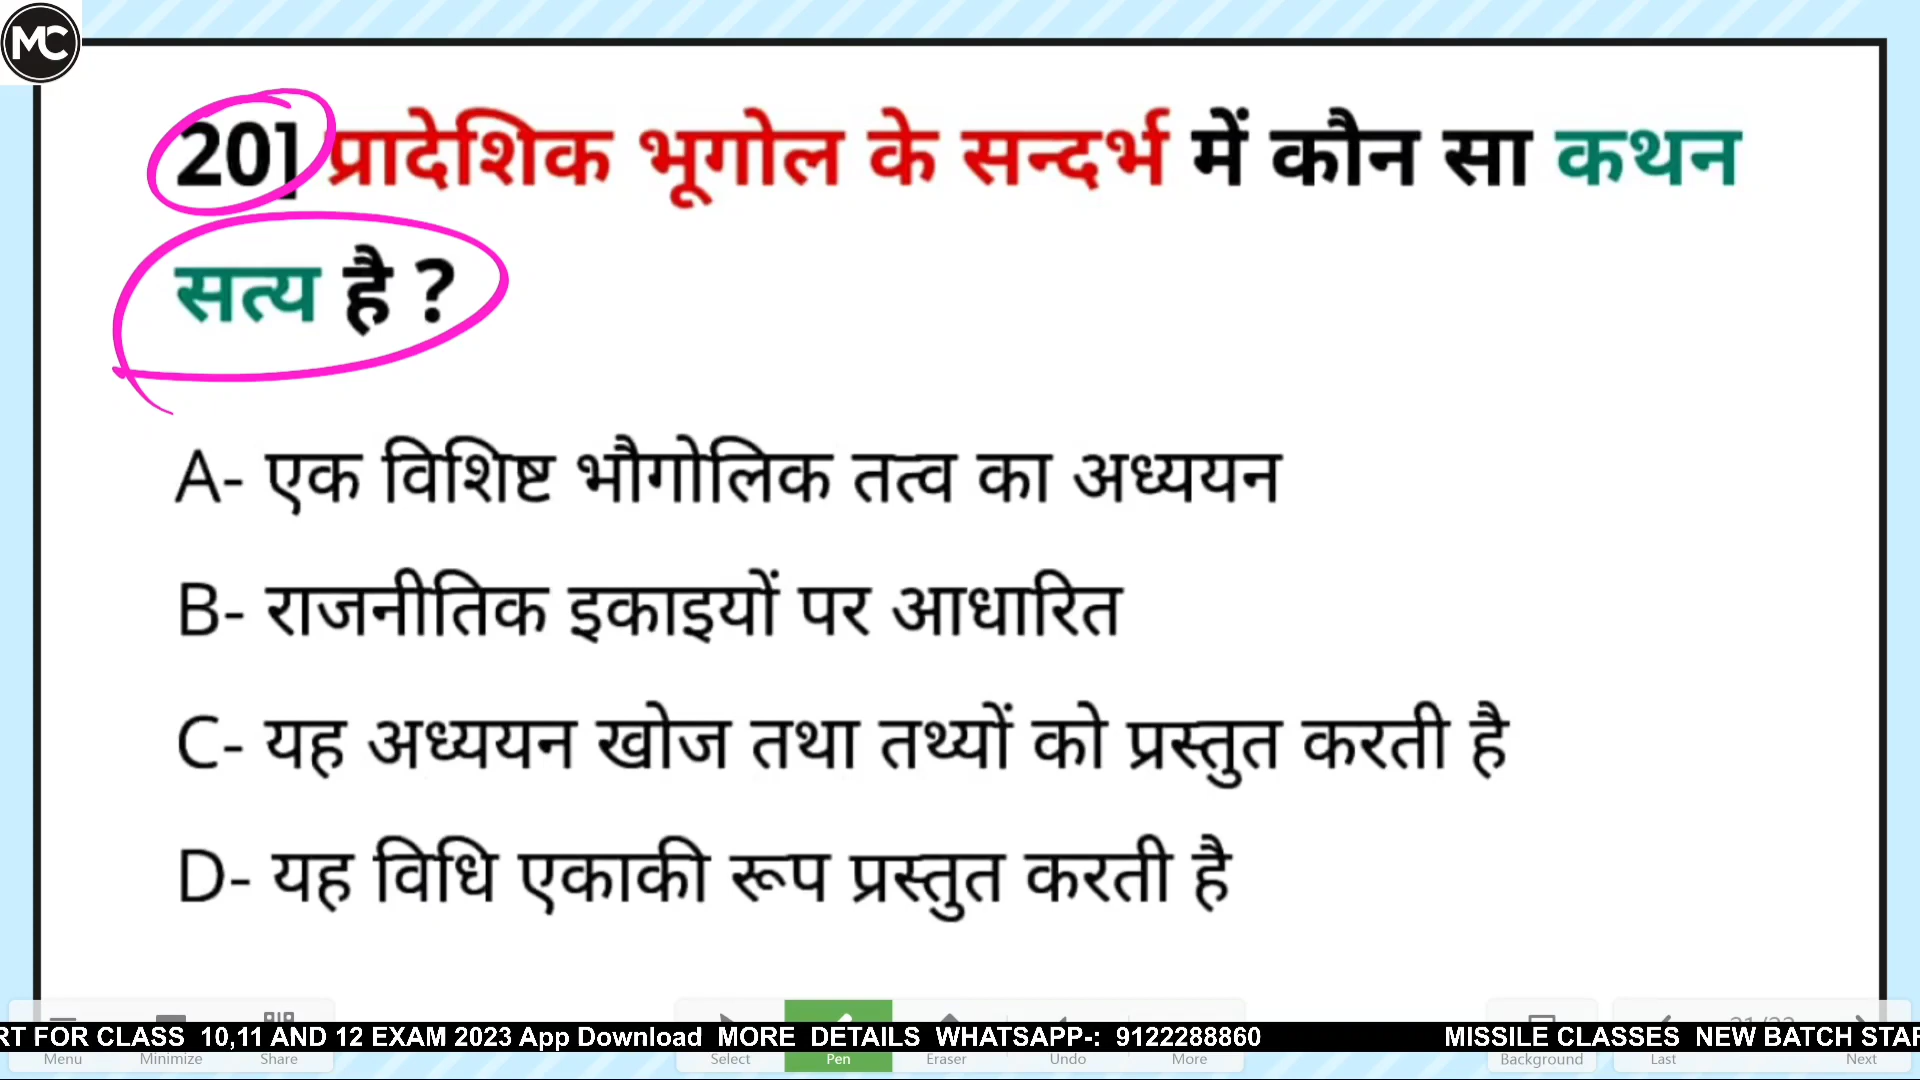 MC
20] प्रादेशिक भूगोल के सन्दर्भ में कौन सा कथन
सत्य है ?
A- एक विशिष्ट भौगोलिक तत्व का अध्ययन
B- राजनीतिक इकाइयों पर आधारित
C- यह अध्ययन खोज तथा तथ्यों को प्रस्तुत करती है
D- यह विधि एकाकी रूप प्रस्तुत करती है
RT FOR CLASS 10,11 AND 12 EXAM 2023 App Download MORE DETAILS WHATSAPP-: 9122288860 MISSILE CLASSES NEW BATCH STAR
Menu Minimize Share Select Pen Eraser Undo More Background Last Next